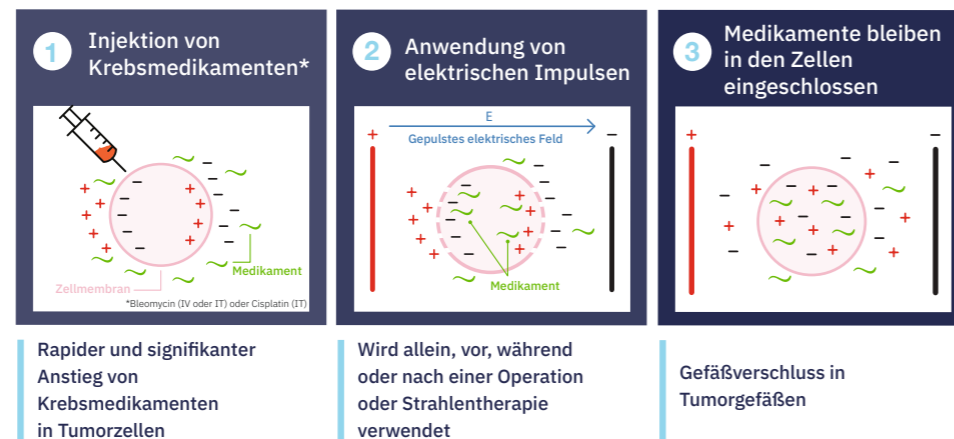 1
Injektion von
Krebsmedikamenten*
Medikament
Zellmembran
*Bleomycin (IV oder IT) oder Cisplatin (IT)
Rapider und signifikanter
Anstieg von
Krebsmedikamenten
in Tumorzellen
2
Anwendung von
elektrischen Impulsen
E
Gepulstes elektrisches Feld
+
−
Medikament
Wird allein, vor, während
oder nach einer Operation
oder Strahlentherapie
verwendet
3
Medikamente bleiben
in den Zellen
eingeschlossen
+
−
Gefäßverschluss in
Tumorgefäßen